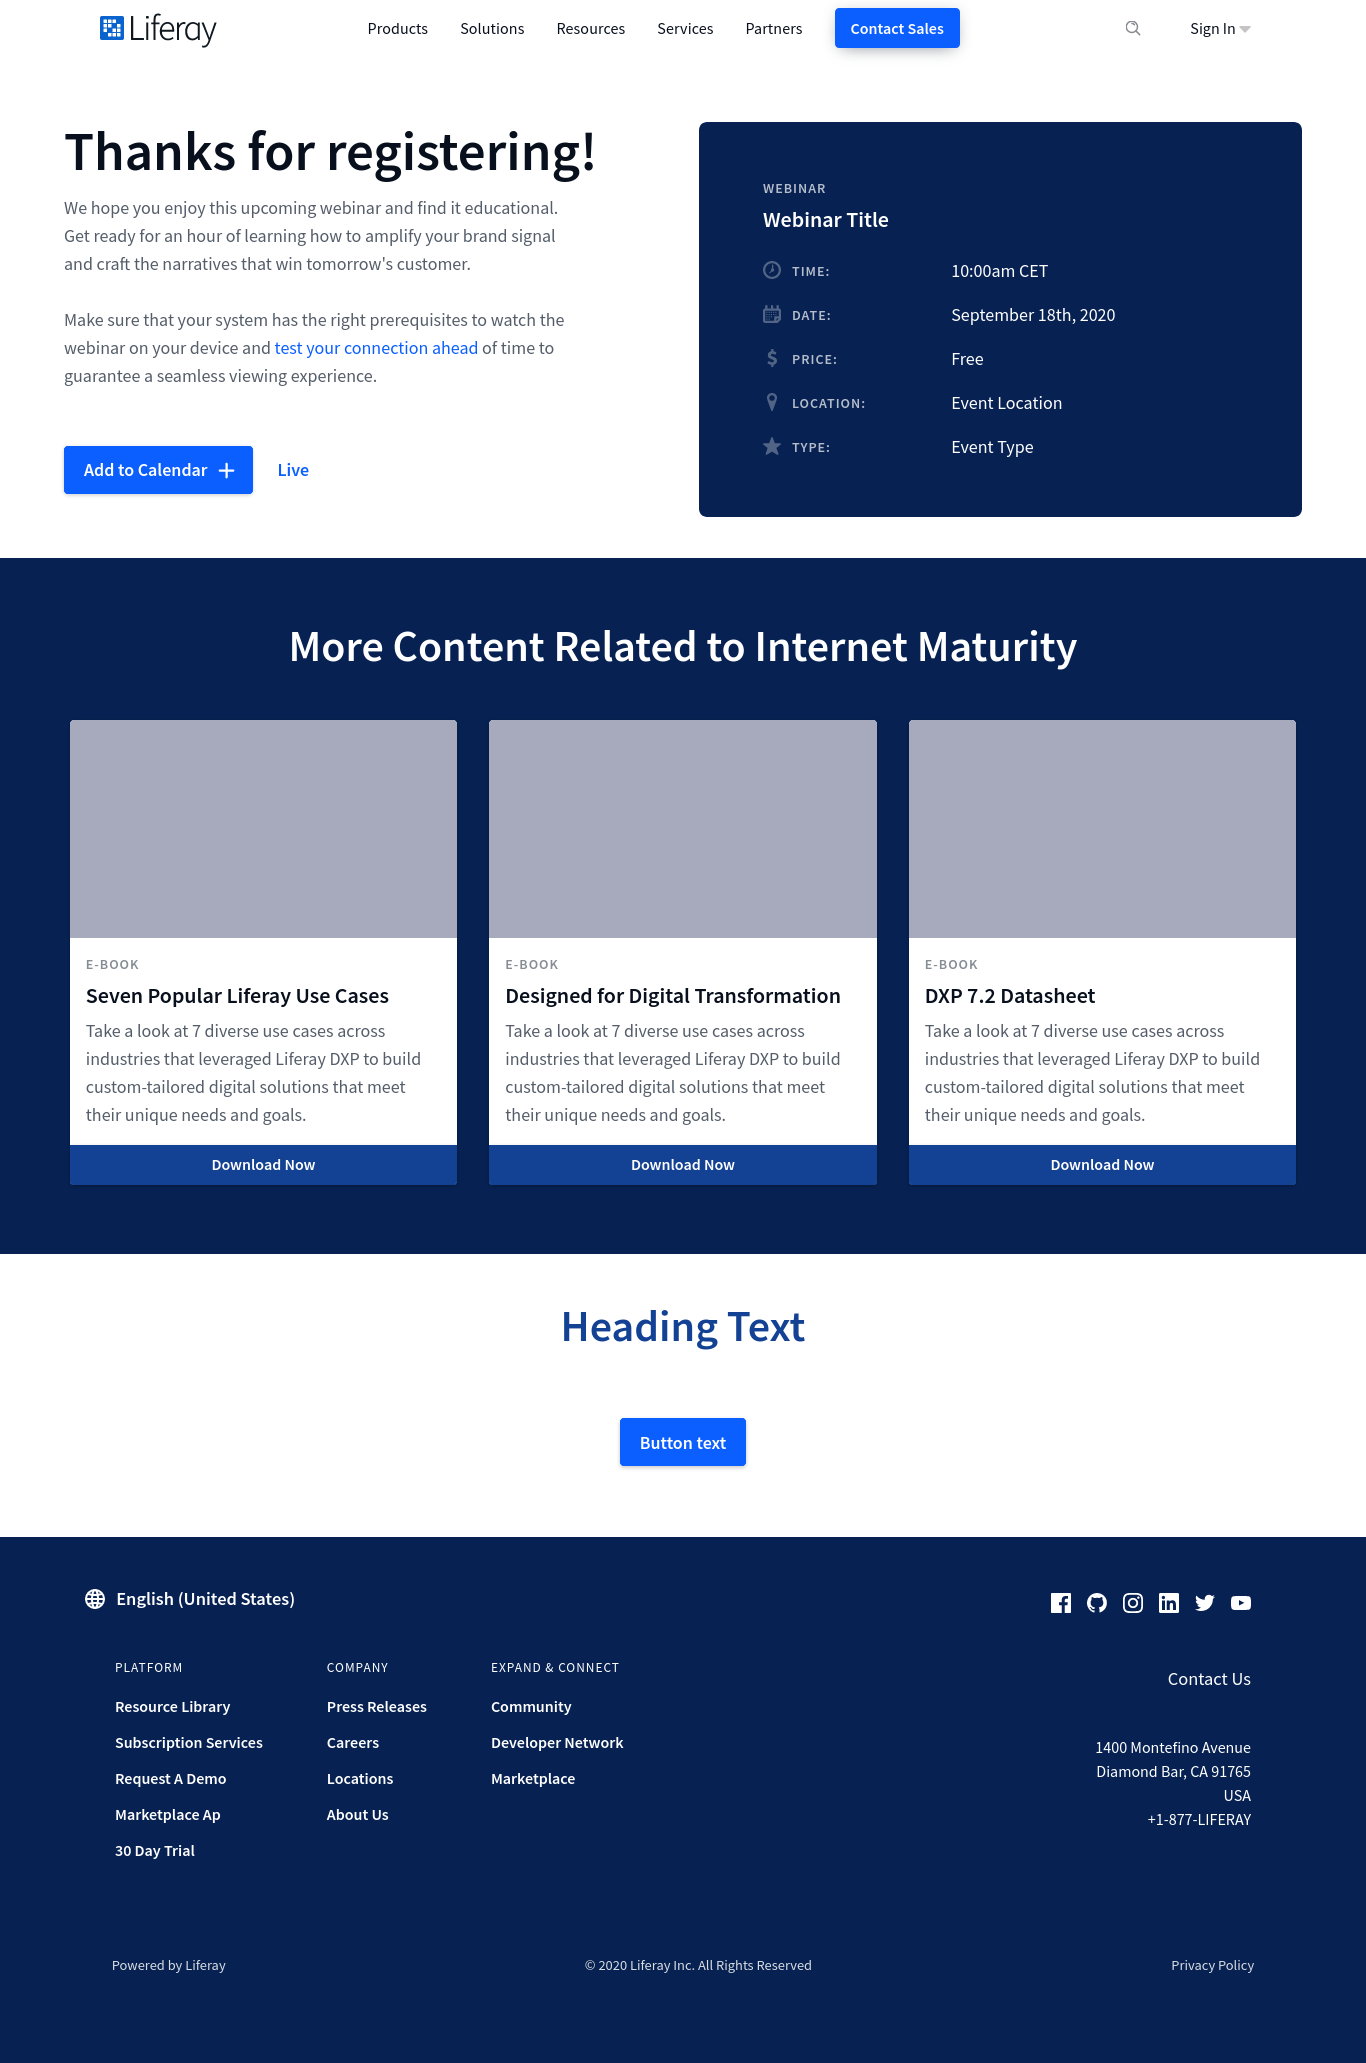 Liferay
Products
Solutions
Resources
Services
Partners
Contact Sales
Sign In
Thanks for registering!
We hope you enjoy this upcoming webinar and find it educational.
Get ready for an hour of learning how to amplify your brand signal
and craft the narratives that win tomorrow's customer.
Make sure that your system has the right prerequisites to watch the
webinar on your device and test your connection ahead of time to
guarantee a seamless viewing experience.
Add to Calendar
Live
WEBINAR
Webinar Title
TIME: 10:00am CET
DATE: September 18th, 2020
PRICE: Free
LOCATION: Event Location
TYPE: Event Type
More Content Related to Internet Maturity
E-BOOK
Seven Popular Liferay Use Cases
Take a look at 7 diverse use cases across
industries that leveraged Liferay DXP to build
custom-tailored digital solutions that meet
their unique needs and goals.
Download Now
E-BOOK
Designed for Digital Transformation
Take a look at 7 diverse use cases across
industries that leveraged Liferay DXP to build
custom-tailored digital solutions that meet
their unique needs and goals.
Download Now
E-BOOK
DXP 7.2 Datasheet
Take a look at 7 diverse use cases across
industries that leveraged Liferay DXP to build
custom-tailored digital solutions that meet
their unique needs and goals.
Download Now
Heading Text
Button text
English (United States)
PLATFORM
Resource Library
Subscription Services
Request A Demo
Marketplace Ap
30 Day Trial
COMPANY
Press Releases
Careers
Locations
About Us
EXPAND & CONNECT
Community
Developer Network
Marketplace
Contact Us
1400 Montefino Avenue
Diamond Bar, CA 91765
USA
+1-877-LIFERAY
Powered by Liferay
© 2020 Liferay Inc. All Rights Reserved
Privacy Policy